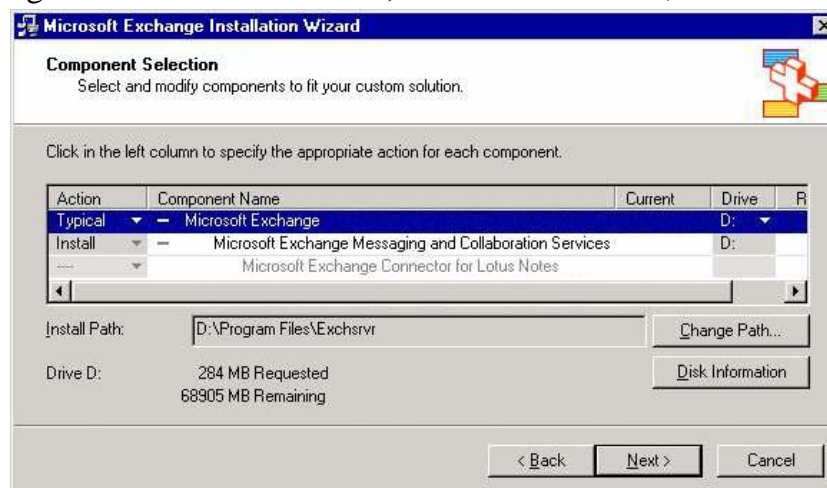 Microsoft Exchange Installation Wizard
Component Selection
Select and modify components to fit your custom solution.
Click in the left column to specify the appropriate action for each component.
Action Component Name Current Drive R
Typical Microsoft Exchange D:
Install Microsoft Exchange Messaging and Collaboration Services D:
---- Microsoft Exchange Connector for Lotus Notes
Install Path: D:\Program Files\Exchsrvr Change Path...
Drive D: 284 MB Requested Disk Information
68905 MB Remaining
< Back Next > Cancel